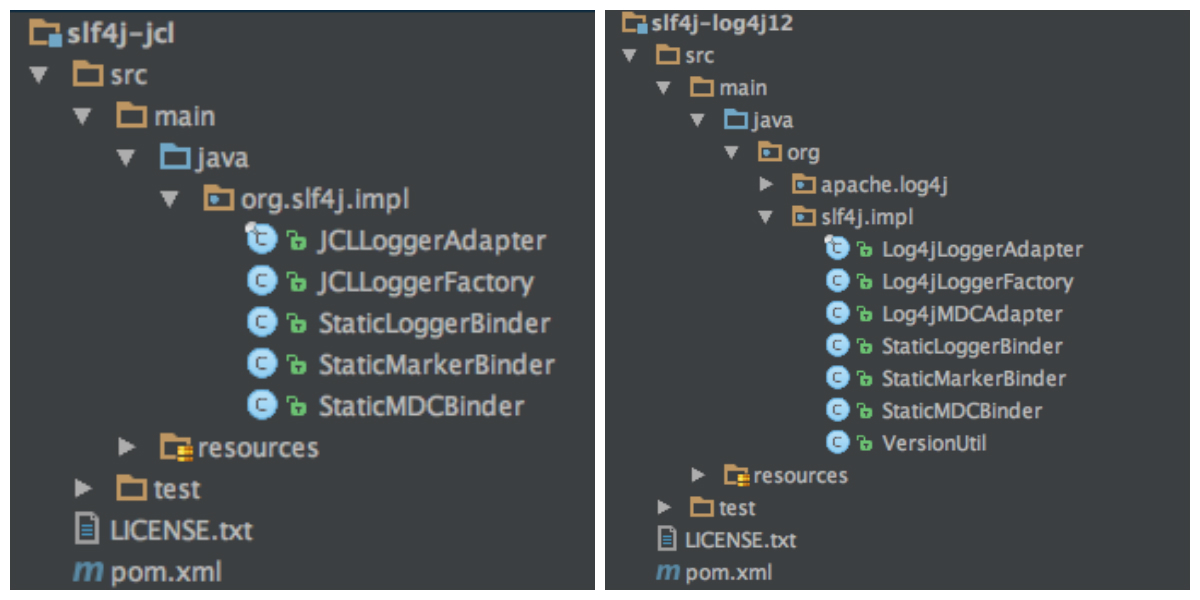 slf4j-jcl
src
main
java
org.slf4j.impl
JCLLoggerAdapter
JCLLoggerFactory
StaticLoggerBinder
StaticMarkerBinder
StaticMDCBinder
resources
test
LICENSE.txt
pom.xml
slf4j-log4j12
src
main
java
org
apache.log4j
slf4j.impl
Log4jLoggerAdapter
Log4jLoggerFactory
Log4jMDCAdapter
StaticLoggerBinder
StaticMarkerBinder
StaticMDCBinder
VersionUtil
resources
test
LICENSE.txt
pom.xml